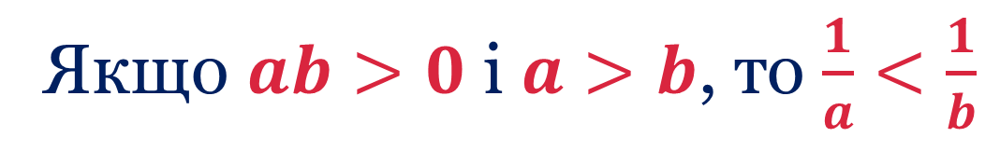 Якщо ab > 0 і a > b, то 1/a < 1/b